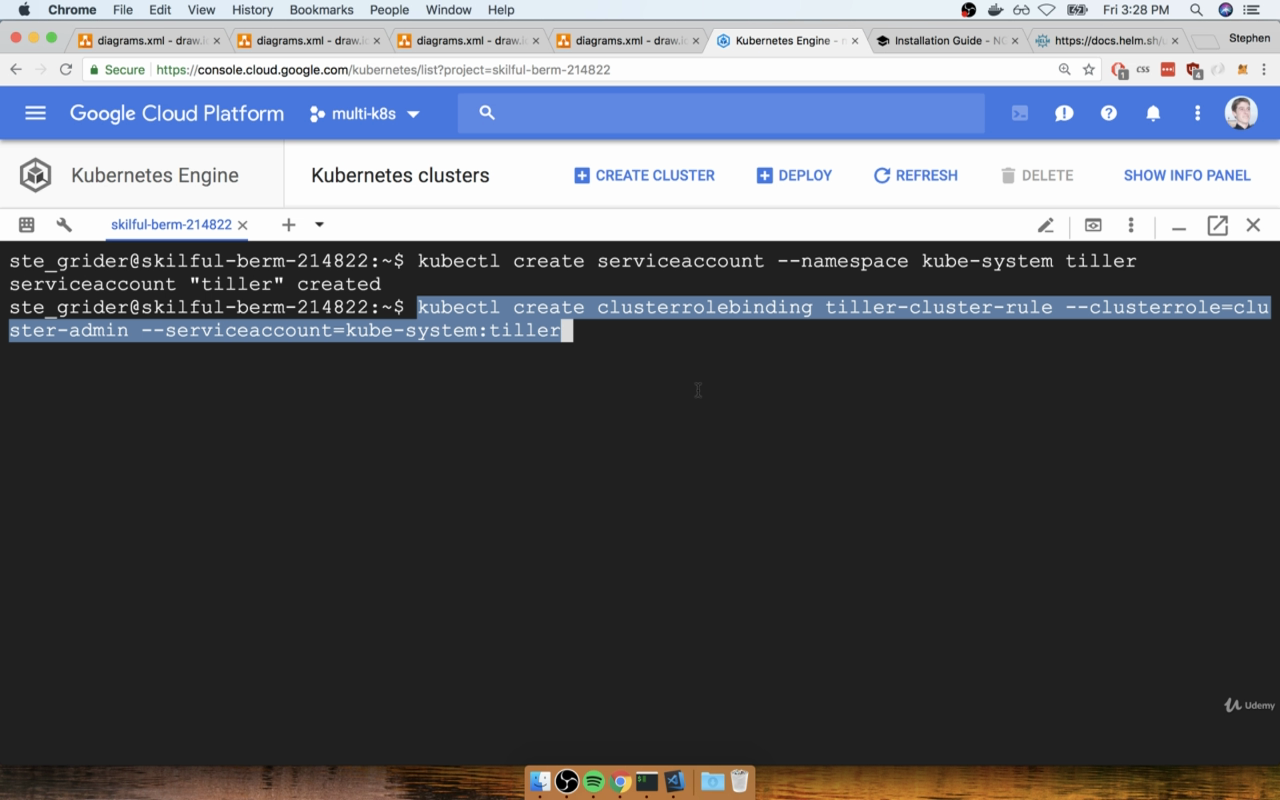 Chrome File Edit View History Bookmarks People Window Help Fri 3:28 PM
diagrams.xml - draw.i diagrams.xml - draw.i diagrams.xml - draw.i diagrams.xml - draw.i Kubernetes Engine - Installation Guide - https://docs.helm.sh/ Stephen
Secure https://console.cloud.google.com/kubernetes/list?project=skilful-berm-214822 1 css 4
Google Cloud Platform multi-k8s
Kubernetes Engine Kubernetes clusters CREATE CLUSTER DEPLOY REFRESH DELETE SHOW INFO PANEL
skilful-berm-214822
ste_grider@skilful-berm-214822:~$ kubectl create serviceaccount --namespace kube-system tiller
serviceaccount "tiller" created
ste_grider@skilful-berm-214822:~$ kubectl create clusterrolebinding tiller-cluster-rule --clusterrole=clu
ster-admin --serviceaccount=kube-system:tiller
Udemy